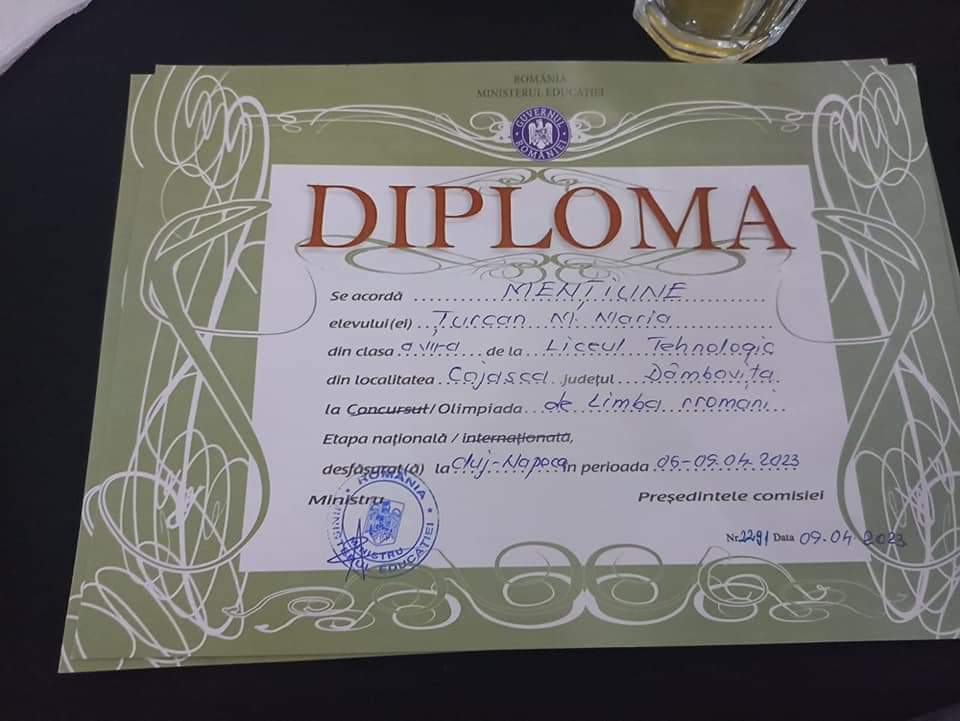 ROMÂNIA
MINISTERUL EDUCAȚIEI
GUVERNUL ROMÂNIEI
DIPLOMA
Se acordă MENȚIUNE
elevului(ei) Țurcan M. Maria
din clasa a VII-a de la Liceul Tehnologic
din localitatea Cojasca județul Dâmbovița
la Concursul/Olimpiada de Limba rromani
Etapa națională / internațională,
desfășurat(ă) la Cluj-Napoca în perioada 06-09.04.2023
Ministru Președintele comisiei
ROMÂNIA
MINISTERUL EDUCAȚIEI
MINISTRU
Nr. 2291 Data 09.04 2023